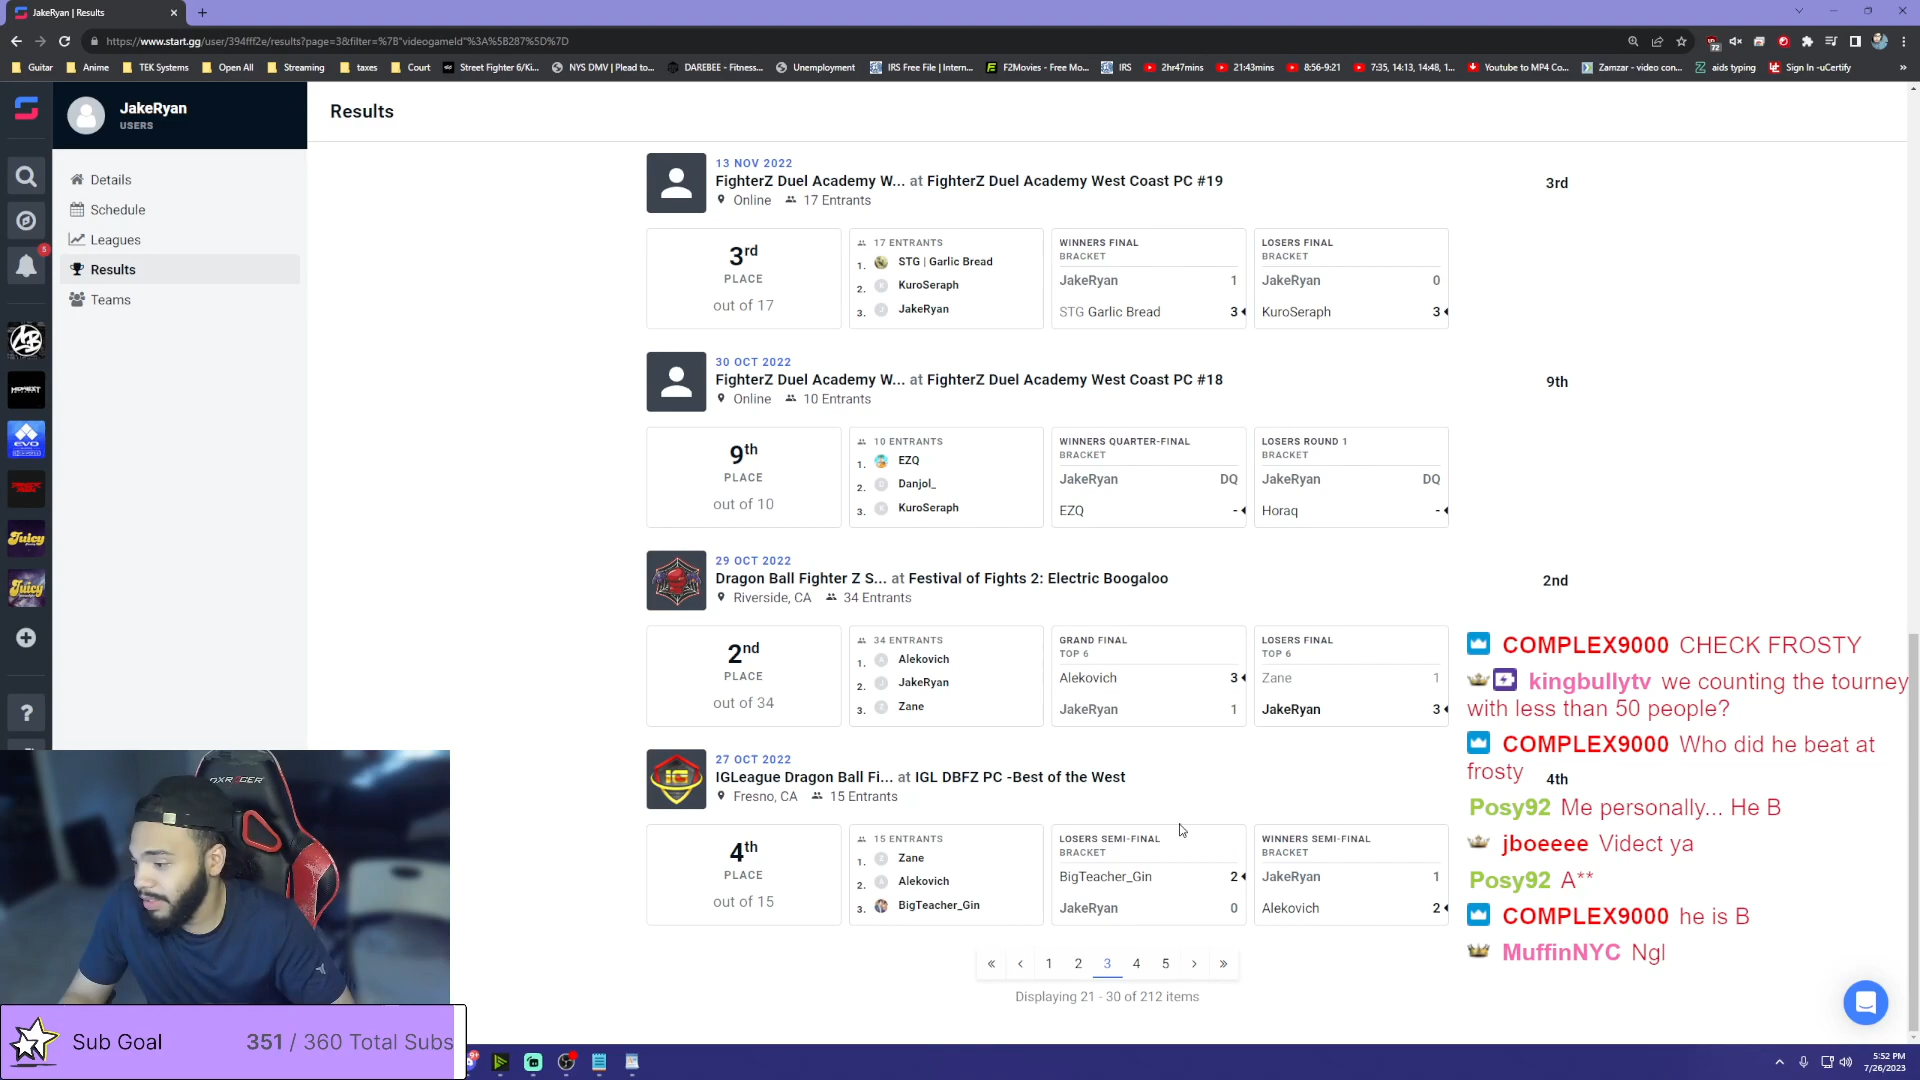 JakeRyan | Results
https://www.start.gg/user/394fff2e/results?page=3&filter=%7B"videogameId"%3A%5B287%5D%7D
72
Guitar
Anime
TEK Systems
Open All
Streaming
taxes
Court
Street Fighter 6/Ki...
NYS DMV | Plead to...
DAREBEE - Fitness...
Unemployment
IRS Free File | Intern...
F2Movies - Free Mo...
IRS
2hr47mins
21:43mins
8:56-9:21
7:35, 14:13, 14:48, 1...
Youtube to MP4 Co...
Zamzar - video con...
aids typing
Sign In -uCertify
JakeRyan
USERS
Details
Schedule
Leagues
Results
Teams
5
EVO
Juicy
Juicy
?
Results
13 NOV 2022
FighterZ Duel Academy W... at FighterZ Duel Academy West Coast PC #19
Online 17 Entrants
3rd
3rd
PLACE
out of 17
17 ENTRANTS
1. STG | Garlic Bread
2. K KuroSeraph
3. J JakeRyan
WINNERS FINAL
BRACKET
JakeRyan 1
STG Garlic Bread 3
LOSERS FINAL
BRACKET
JakeRyan 0
KuroSeraph 3
30 OCT 2022
FighterZ Duel Academy W... at FighterZ Duel Academy West Coast PC #18
Online 10 Entrants
9th
9th
PLACE
out of 10
10 ENTRANTS
1. EZQ
2. D Danjol_
3. K KuroSeraph
WINNERS QUARTER-FINAL
BRACKET
JakeRyan DQ
EZQ -
LOSERS ROUND 1
BRACKET
JakeRyan DQ
Horaq -
29 OCT 2022
Dragon Ball Fighter Z S... at Festival of Fights 2: Electric Boogaloo
Riverside, CA 34 Entrants
2nd
2nd
PLACE
out of 34
34 ENTRANTS
1. A Alekovich
2. J JakeRyan
3. Z Zane
GRAND FINAL
TOP 6
Alekovich 3
JakeRyan 1
LOSERS FINAL
TOP 6
Zane 1
JakeRyan 3
27 OCT 2022
IGLeague Dragon Ball Fi... at IGL DBFZ PC -Best of the West
Fresno, CA 15 Entrants
4th
IG
4th
PLACE
out of 15
15 ENTRANTS
1. Z Zane
2. A Alekovich
3. BigTeacher_Gin
LOSERS SEMI-FINAL
BRACKET
BigTeacher_Gin 2
JakeRyan 0
WINNERS SEMI-FINAL
BRACKET
JakeRyan 1
Alekovich 2
« ‹ 1 2 3 4 5 › »
Displaying 21 - 30 of 212 items
COMPLEX9000 CHECK FROSTY
kingbullytv we counting the tourney
with less than 50 people?
COMPLEX9000 Who did he beat at
frosty
Posy92 Me personally... He B
jboeeee Videct ya
Posy92 A**
COMPLEX9000 he is B
MuffinNYC Ngl
DXRACER
Sub Goal 351 / 360 Total Subs
5:52 PM
7/26/2023